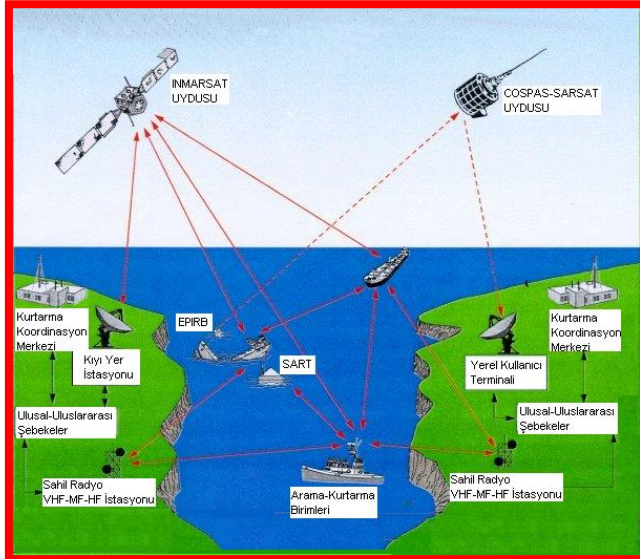 INMARSAT
UYDUSU
COSPAS-SARSAT
UYDUSU
Kurtarma
Koordinasyon
Merkezi
EPIRB
Kıyı Yer
İstasyonu
SART
Yerel Kullanıcı
Terminali
Kurtarma
Koordinasyon
Merkezi
Ulusal-Uluslararası
Şebekeler
Ulusal-Uluslararası
Şebekeler
Sahil Radyo
VHF-MF-HF İstasyonu
Arama-Kurtarma
Birimleri
Sahil Radyo
VHF-MF-HF İstasyonu